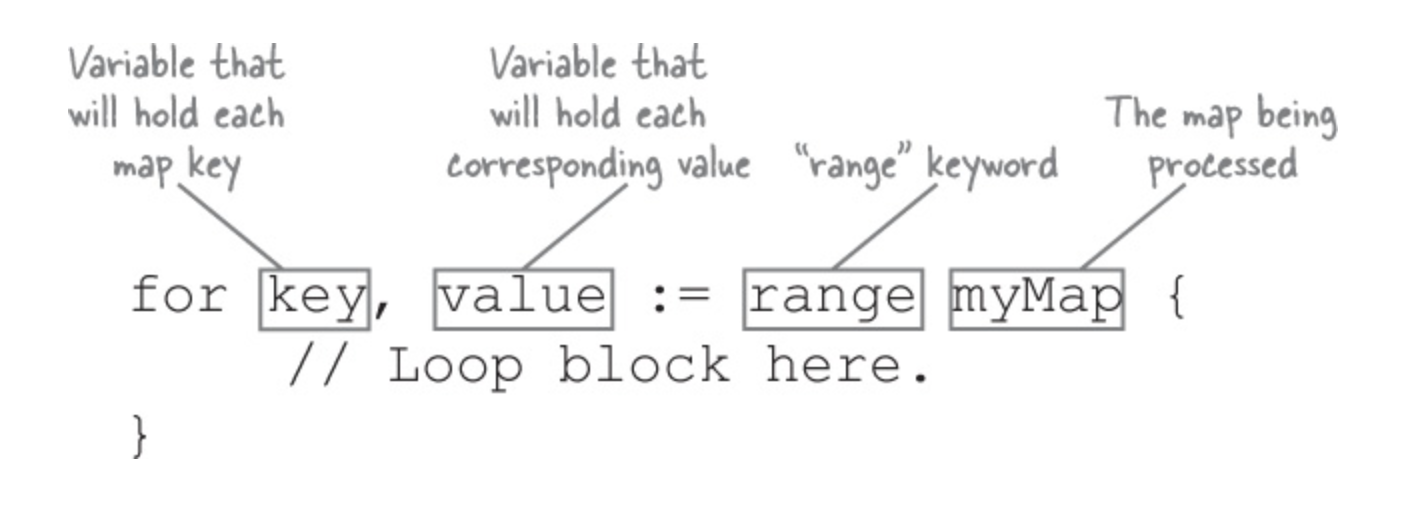 Variable that
will hold each
map key
Variable that
will hold each
corresponding value
“range” keyword
The map being
processed
for key, value := range myMap {
// Loop block here.
}